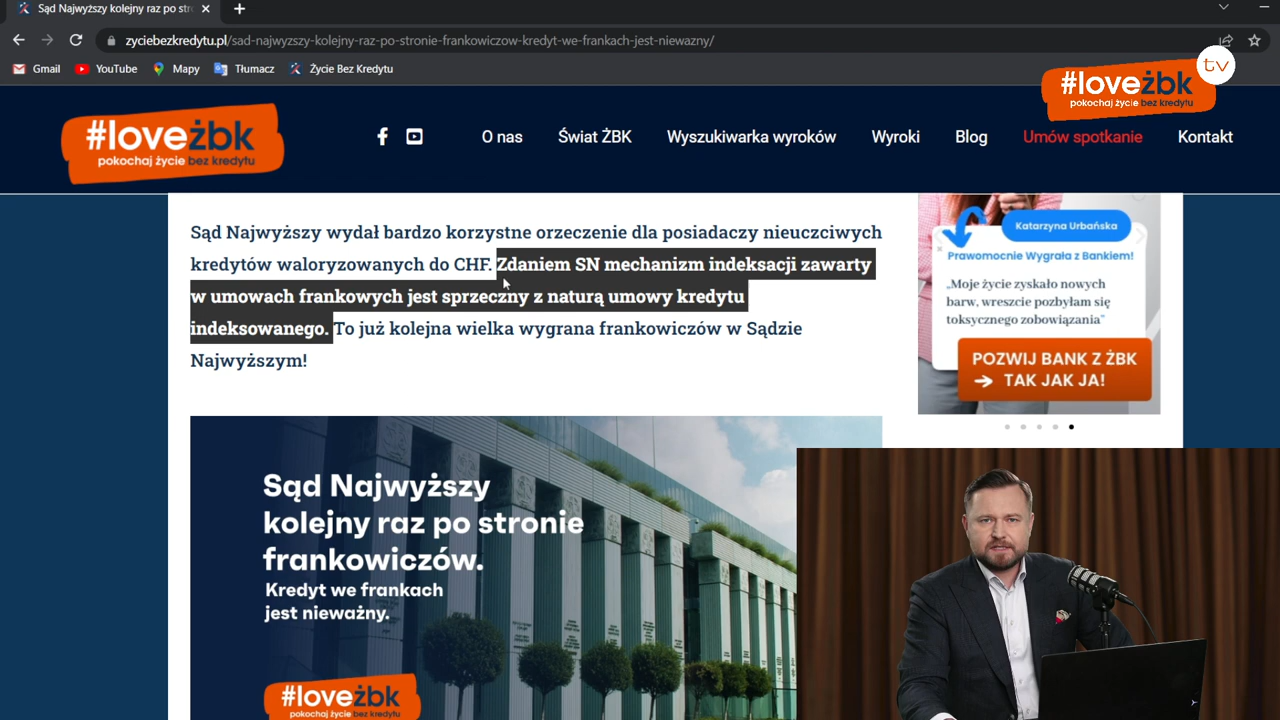 Sąd Najwyższy kolejny raz po str
zyciebezkredytu.pl/sad-najwyzszy-kolejny-raz-po-stronie-frankowiczow-kredyt-we-frankach-jest-niewazny/
Gmail YouTube Mapy Tłumacz Życie Bez Kredytu
tv
#loveżbk
pokochaj życie bez kredytu
#loveżbk
pokochaj życie bez kredytu
O nas Świat ŻBK Wyszukiwarka wyroków Wyroki Blog Umów spotkanie Kontakt
Sąd Najwyższy wydał bardzo korzystne orzeczenie dla posiadaczy nieuczciwych
kredytów waloryzowanych do CHF. Zdaniem SN mechanizm indeksacji zawarty
w umowach frankowych jest sprzeczny z naturą umowy kredytu
indeksowanego. To już kolejna wielka wygrana frankowiczów w Sądzie
Najwyższym!
Katarzyna Urbańska
Prawomocnie Wygrała z Bankiem!
„Moje życie zyskało nowych
barw, wreszcie pozbyłam się
toksycznego zobowiązania"
POZWIJ BANK Z ŻBK
TAK JAK JA!
Sąd Najwyższy
kolejny raz po stronie
frankowiczów.
Kredyt we frankach
jest nieważny.
#loveżbk
pokochaj życie bez kredytu